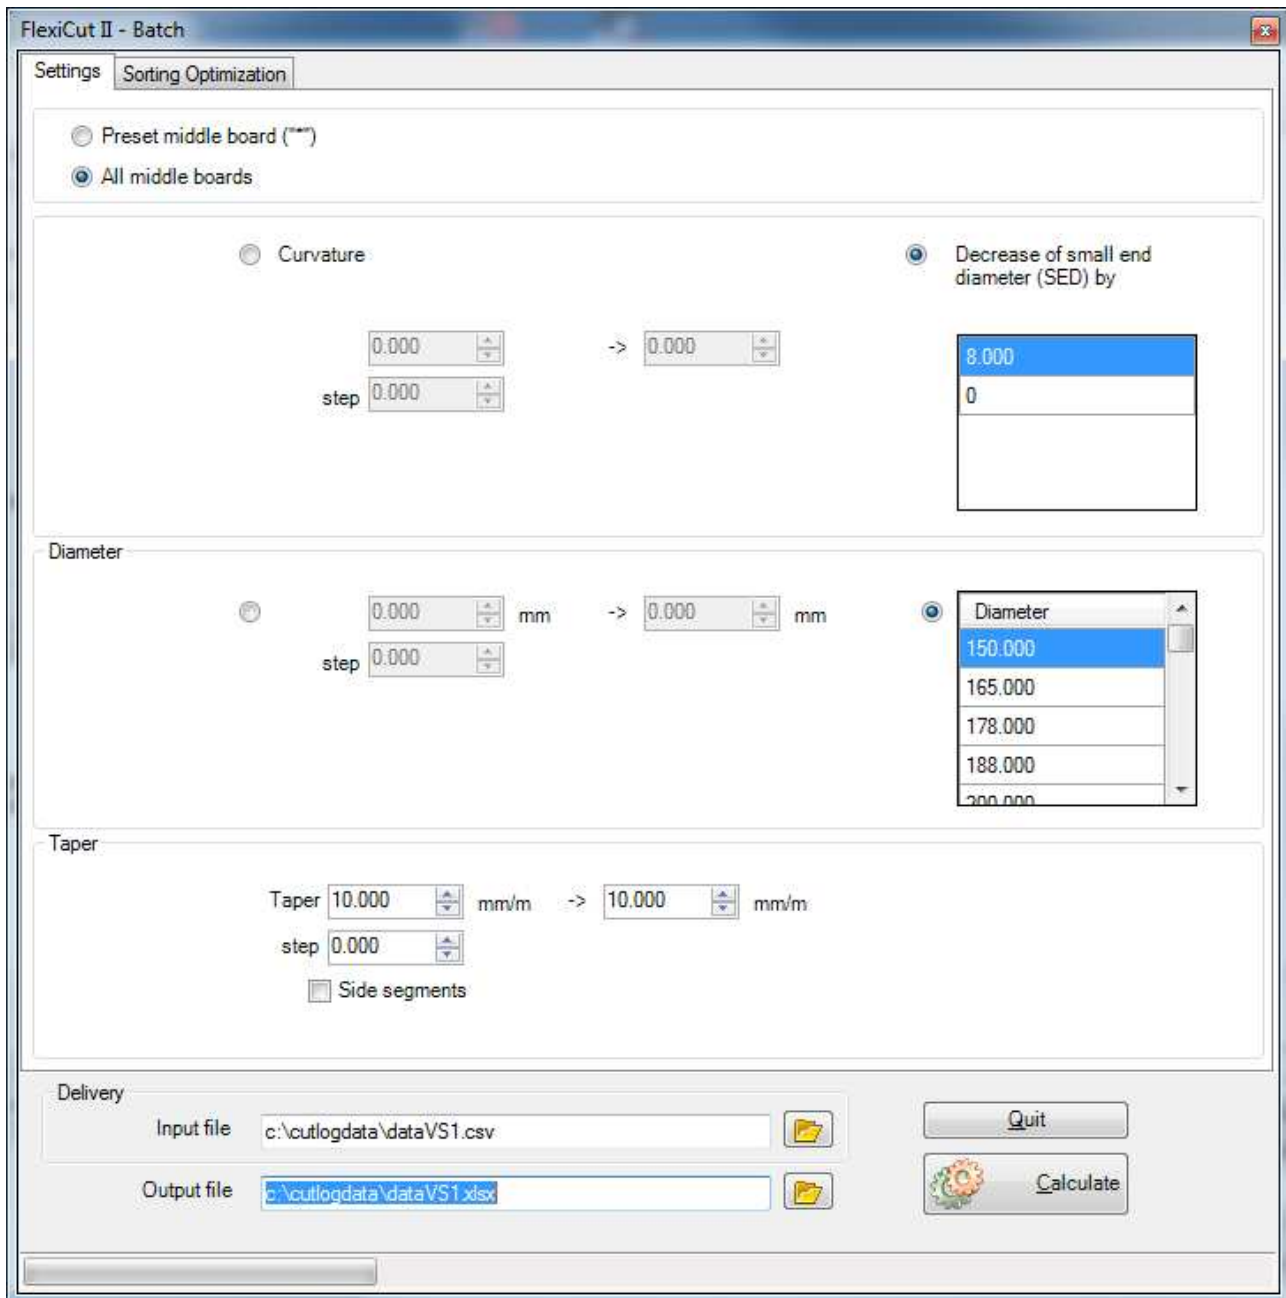 FlexiCut II - Batch
Settings
Sorting Optimization
Preset middle board ("*")
All middle boards
Curvature
0.000 -> 0.000
step 0.000
Decrease of small end
diameter (SED) by
8.000
0
Diameter
0.000 mm -> 0.000 mm
step 0.000
Diameter
150.000
165.000
178.000
188.000
200.000
Taper
Taper 10.000 mm/m -> 10.000 mm/m
step 0.000
Side segments
Delivery
Input file c:\cutlogdata\dataVS1.csv
Output file c:\cutlogdata\dataVS1.xlsx
Quit
Calculate